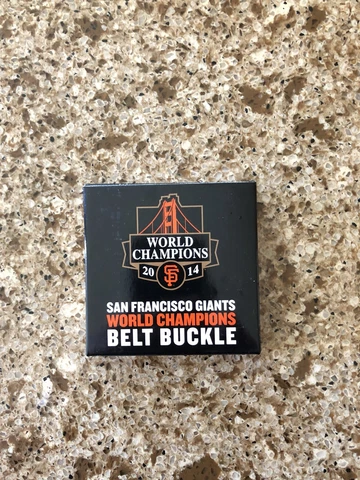 WORLD
CHAMPIONS
20 SF 14
SAN FRANCISCO GIANTS
WORLD CHAMPIONS
BELT BUCKLE